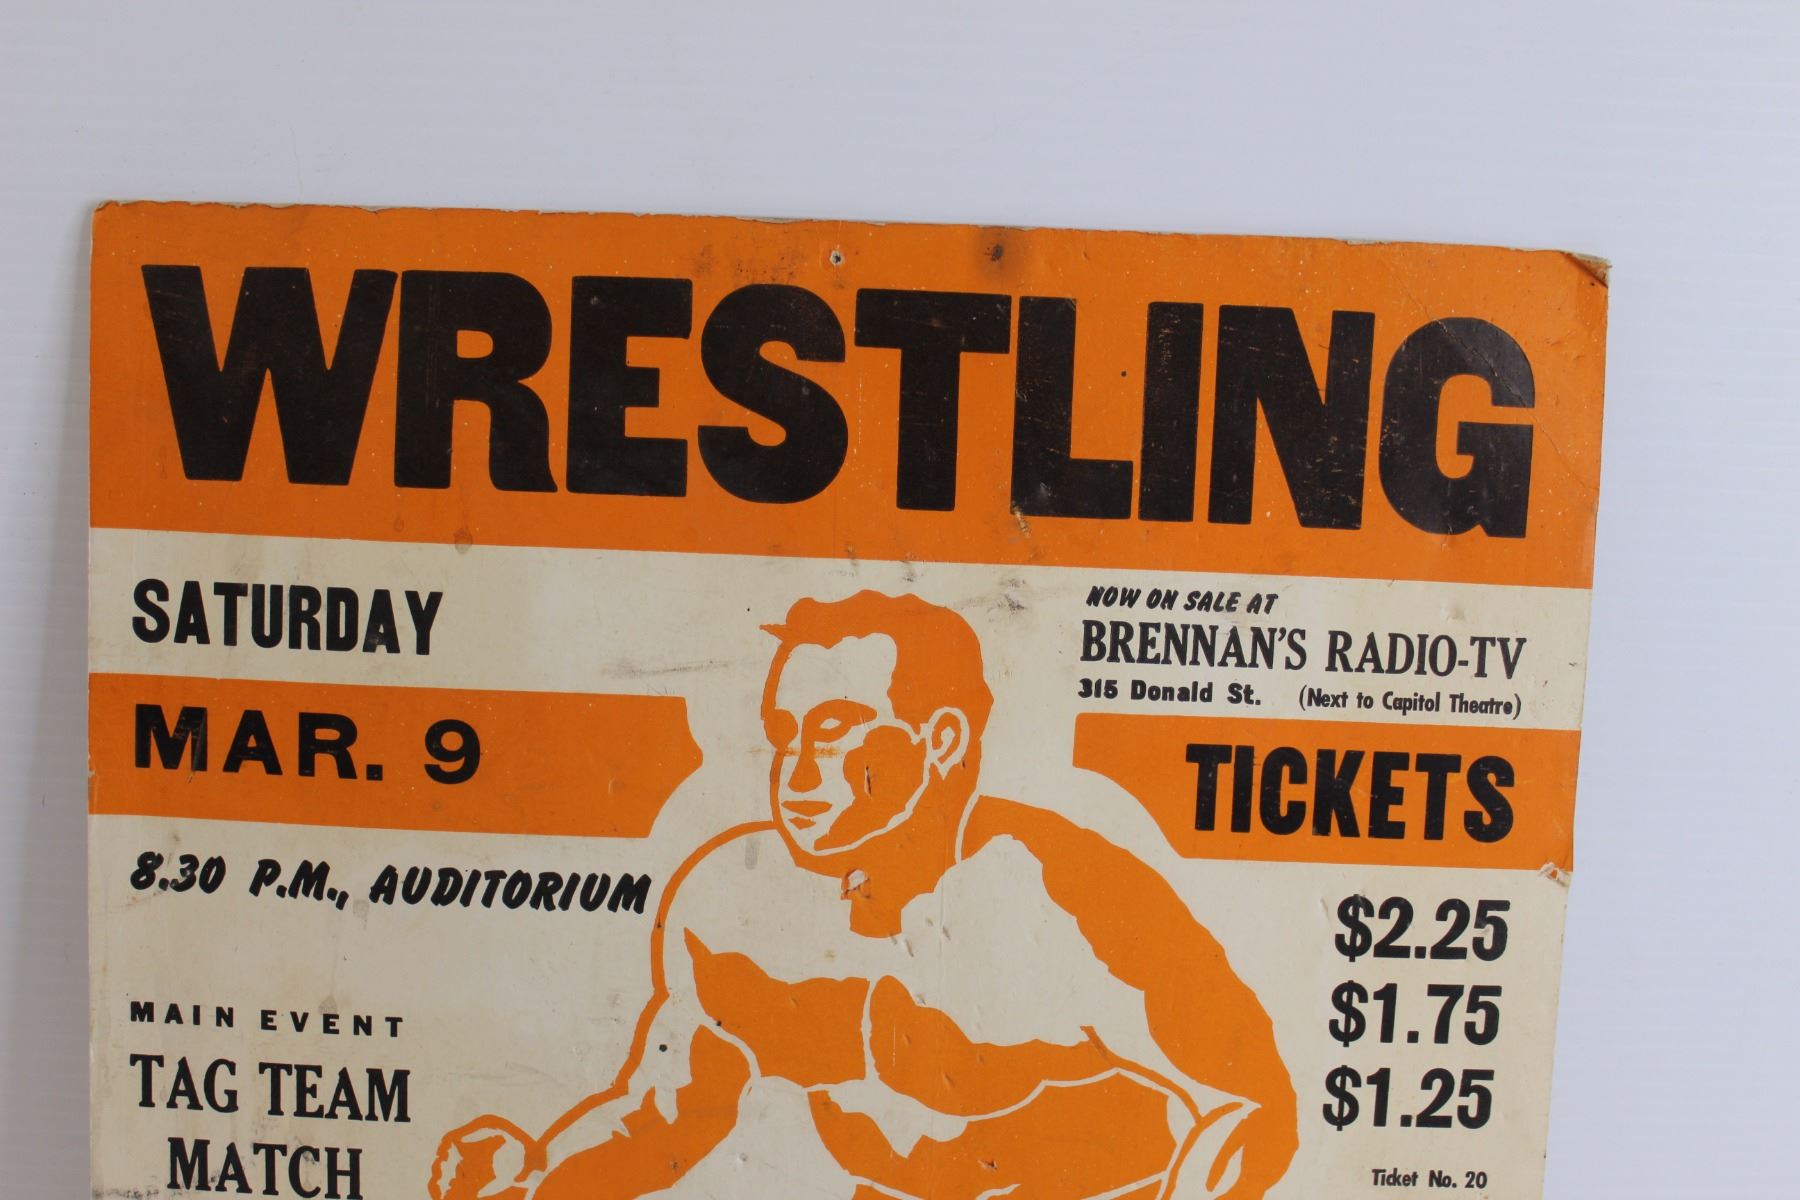 WRESTLING
SATURDAY
MAR. 9
8.30 P.M., AUDITORIUM
MAIN EVENT
TAG TEAM
MATCH
NOW ON SALE AT
BRENNAN'S RADIO-TV
315 Donald St. (Next to Capitol Theatre)
TICKETS
$2.25
$1.75
$1.25
Ticket No. 20